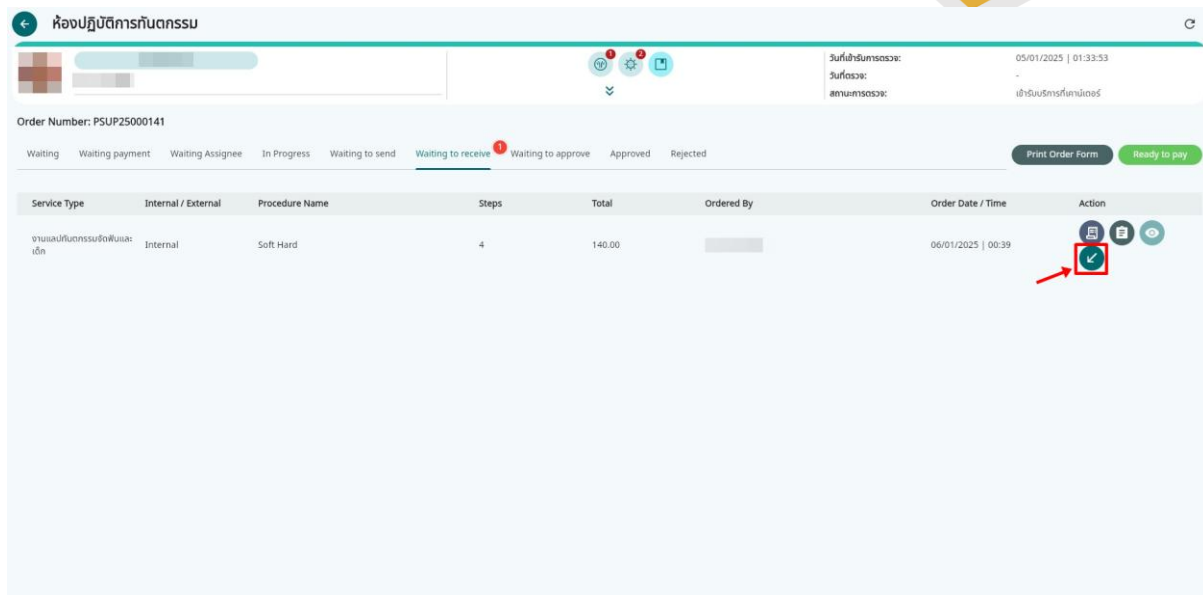 ห้องปฏิบัติการทันตกรรม
1 2
วันที่เข้ารับการตรวจ: 05/01/2025 | 01:33:53
วันที่ตรวจ: -
สถานะการตรวจ: เข้ารับบริการที่เคาน์เตอร์
Order Number: PSUP25000141
Waiting Waiting payment Waiting Assignee In Progress Waiting to send Waiting to receive 1 Waiting to approve Approved Rejected Print Order Form Ready to pay
Service Type Internal / External Procedure Name Steps Total Ordered By Order Date / Time Action
งานแลปทันตกรรมจัดฟันและ
เด็ก
Internal Soft Hard 4 140.00 06/01/2025 | 00:39